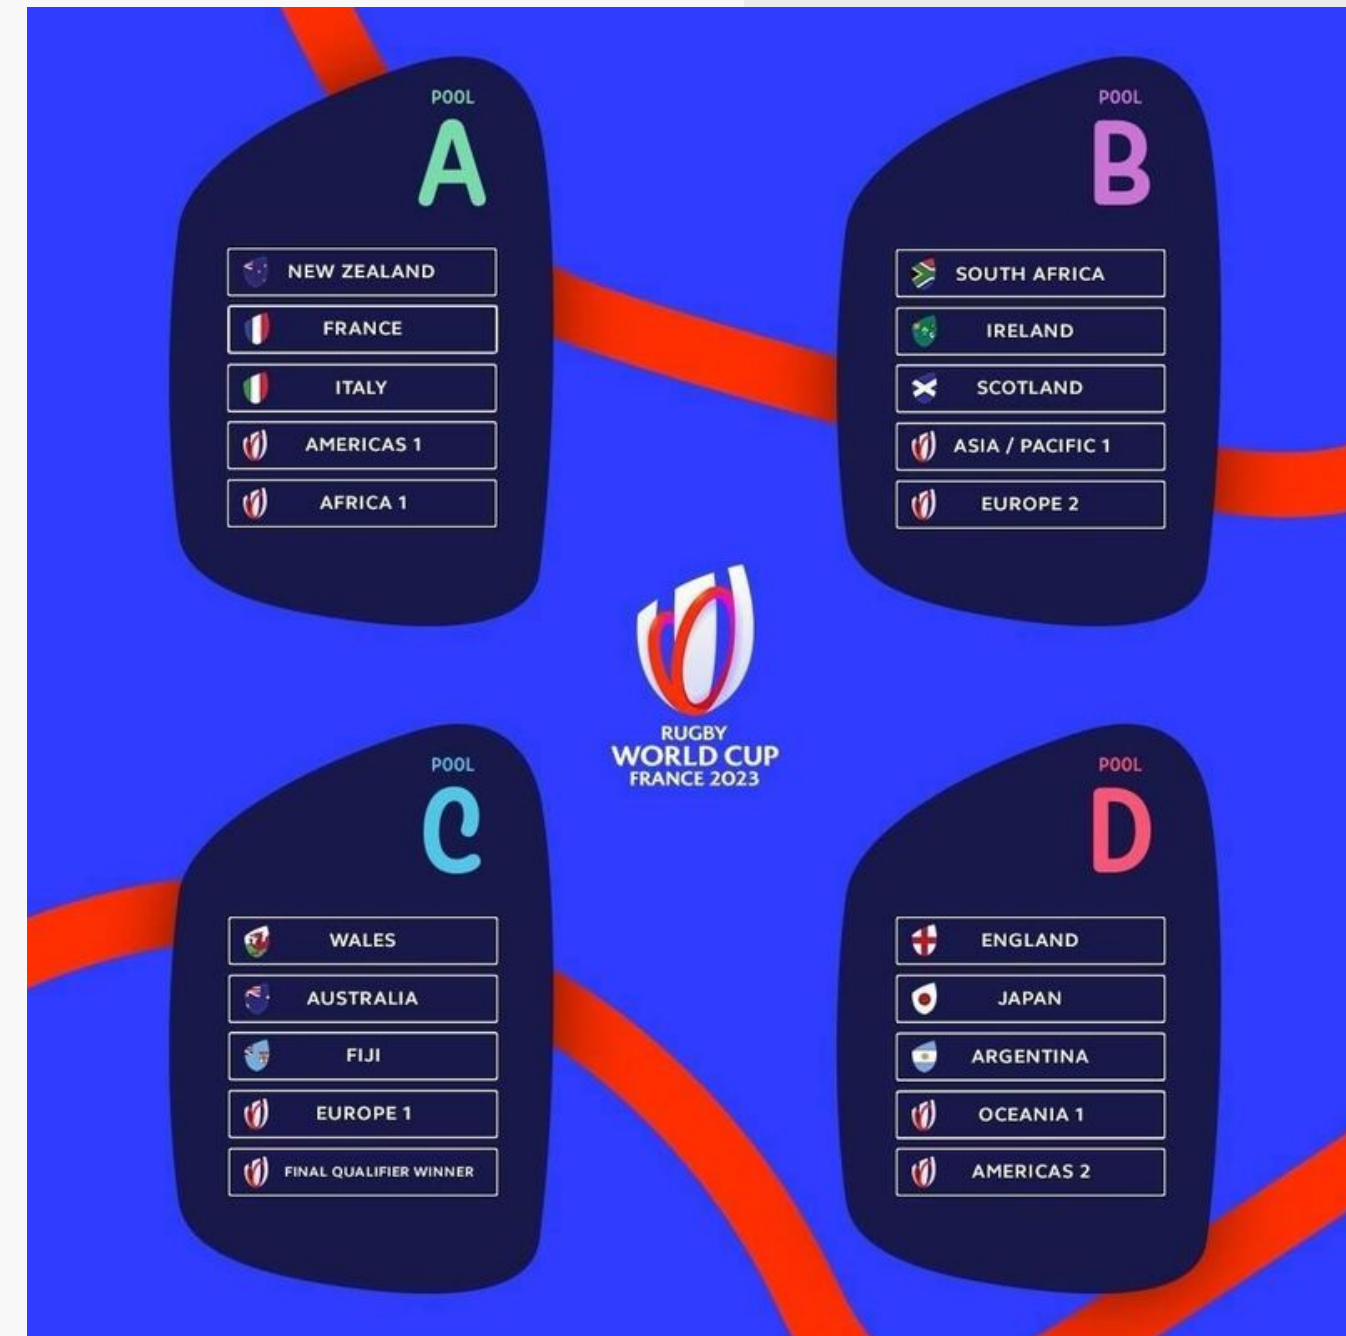 POOL
A
NEW ZEALAND
FRANCE
ITALY
AMERICAS 1
AFRICA 1
POOL
B
SOUTH AFRICA
IRELAND
SCOTLAND
ASIA / PACIFIC 1
EUROPE 2
RUGBY
WORLD CUP
FRANCE 2023
POOL
C
WALES
AUSTRALIA
FIJI
EUROPE 1
FINAL QUALIFIER WINNER
POOL
D
ENGLAND
JAPAN
ARGENTINA
OCEANIA 1
AMERICAS 2